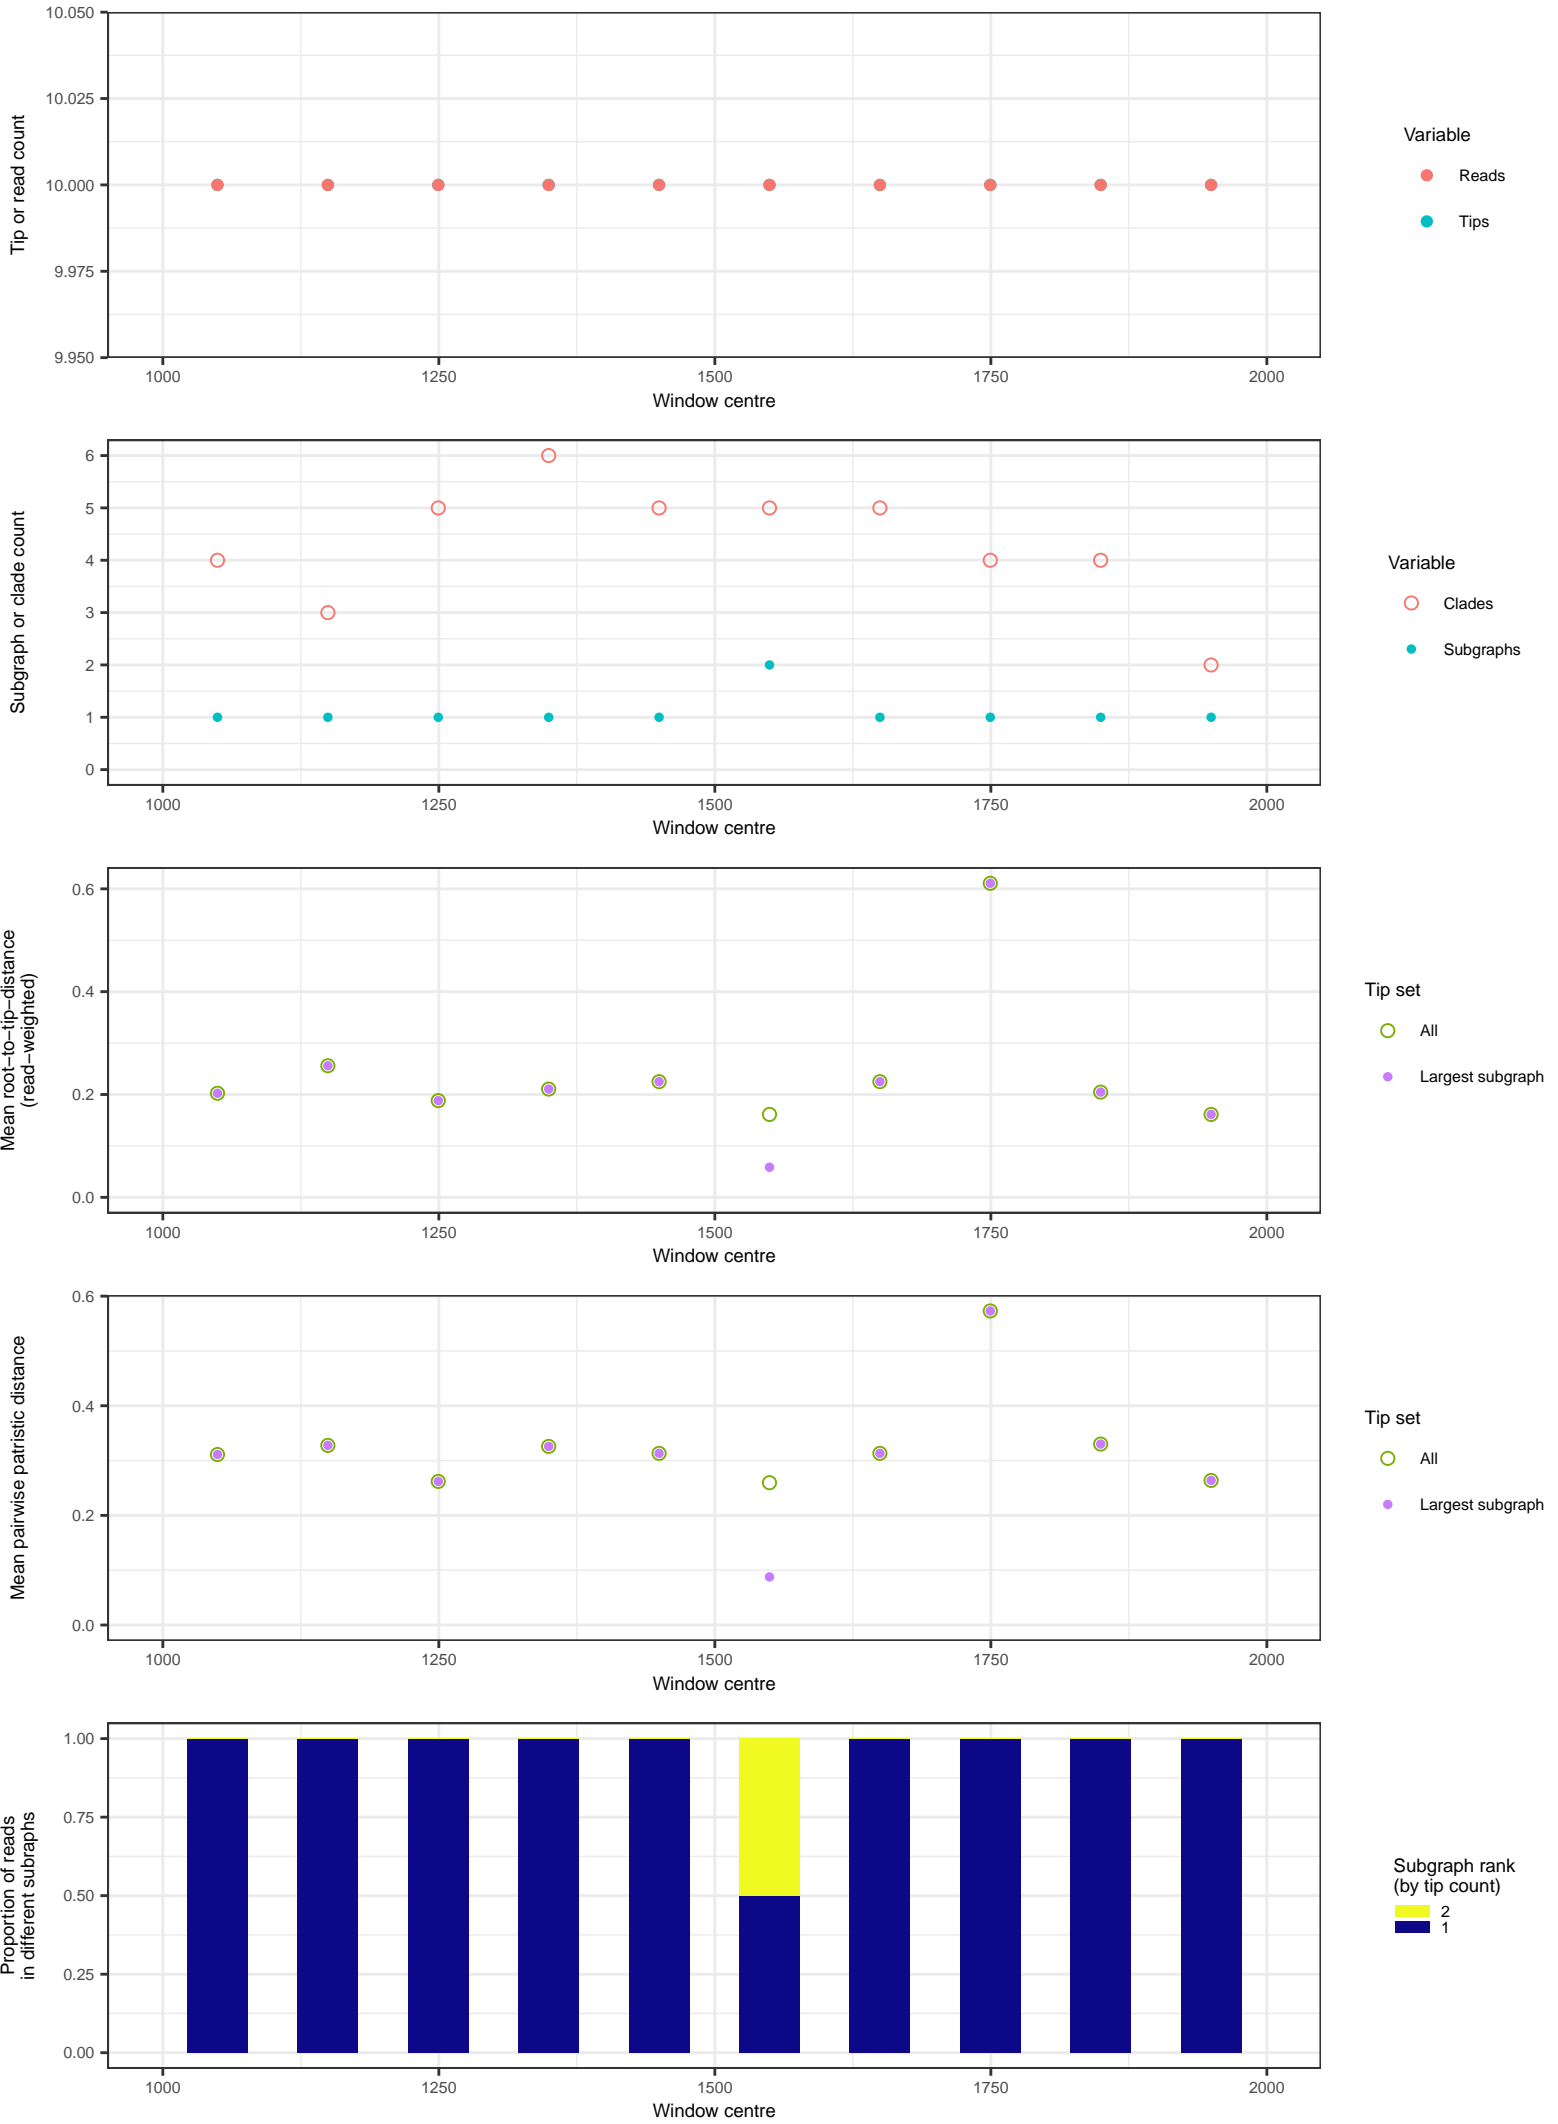 10.050
10.025
10.000
9.975
9.950
Tip or read count
1000 1250 1500 1750 2000
Window centre
Variable
Reads
Tips
6
5
4
3
2
1
0
Subgraph or clade count
1000 1250 1500 1750 2000
Window centre
Variable
Clades
Subgraphs
0.6
0.4
0.2
0.0
Mean root−to−tip−distance
(read−weighted)
1000 1250 1500 1750 2000
Window centre
Tip set
All
Largest subgraph
0.6
0.4
0.2
0.0
Mean pairwise patristic distance
1000 1250 1500 1750 2000
Window centre
Tip set
All
Largest subgraph
1.00
0.75
0.50
0.25
0.00
Proportion of reads
in different subraphs
1000 1250 1500 1750 2000
Window centre
Subgraph rank
(by tip count)
2
1